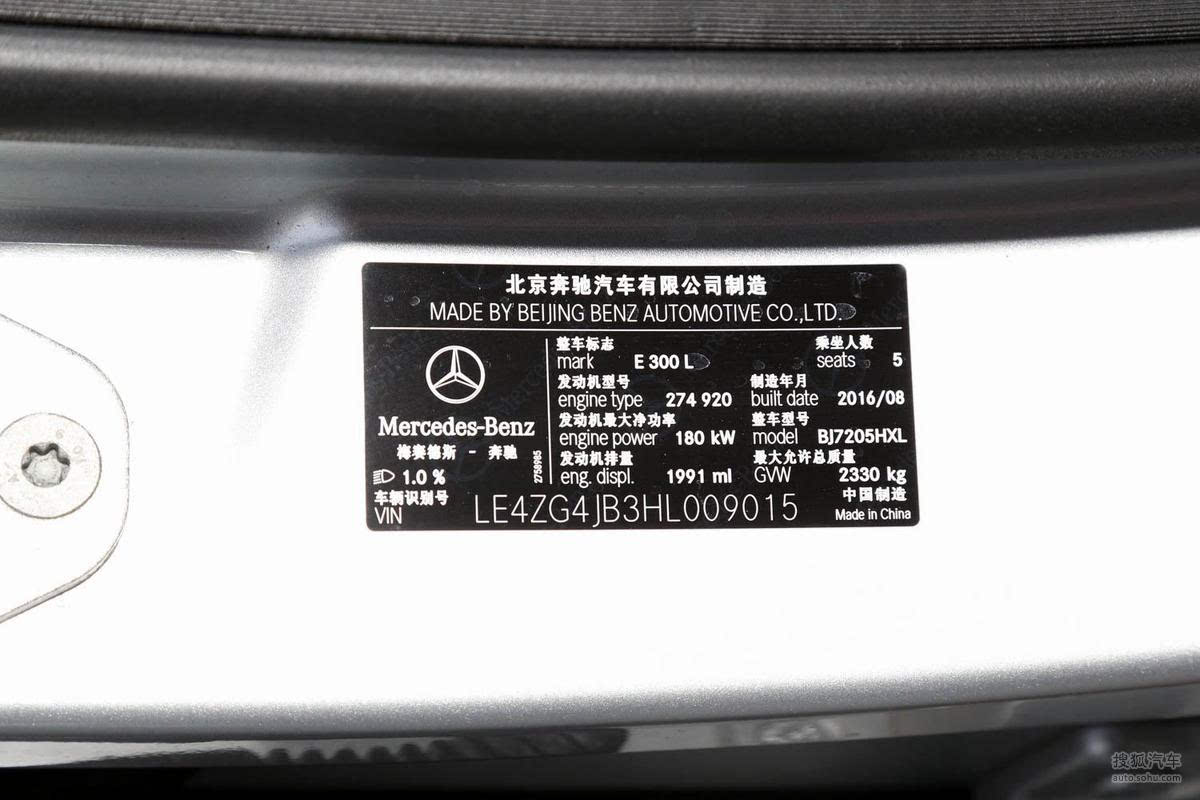 北京奔驰汽车有限公司制造
MADE BY BEIJING BENZ AUTOMOTIVE CO.,LTD.
Mercedes-Benz
梅赛德斯 - 奔驰
1.0 %
2758985
整车标志
mark E 300 L
乘坐人数
seats 5
发动机型号
engine type 274 920
制造年月
built date 2016/08
发动机最大净功率
engine power 180 kW
整车型号
model BJ7205HXL
发动机排量
eng. displ. 1991 ml
最大允许总质量
GVW 2330 kg
车辆识别号
VIN LE4ZG4JB3HL009015
中国制造
Made in China
搜狐汽车
auto.sohu.com